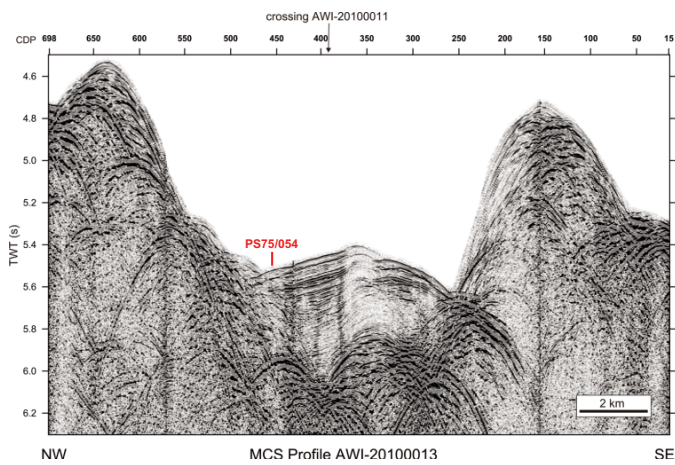 crossing AWI-20100011
CDP 698 650 600 550 500 450 400 350 300 250 200 150 100 50 15
4.6
4.8
5.0
5.2
PS75/054
5.4
TWT (s)
5.6
5.8
6.0
2 km
6.2
NW MCS Profile AWI-20100013 SE